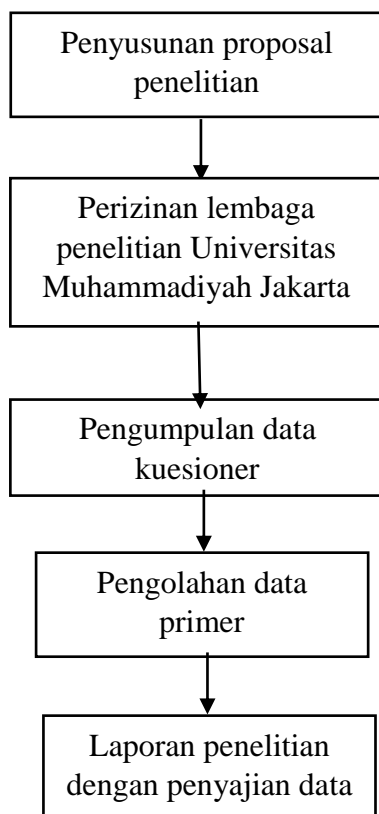 Penyusunan proposal
penelitian
Perizinan lembaga
penelitian Universitas
Muhammadiyah Jakarta
Pengumpulan data
kuesioner
Pengolahan data
primer
Laporan penelitian
dengan penyajian data